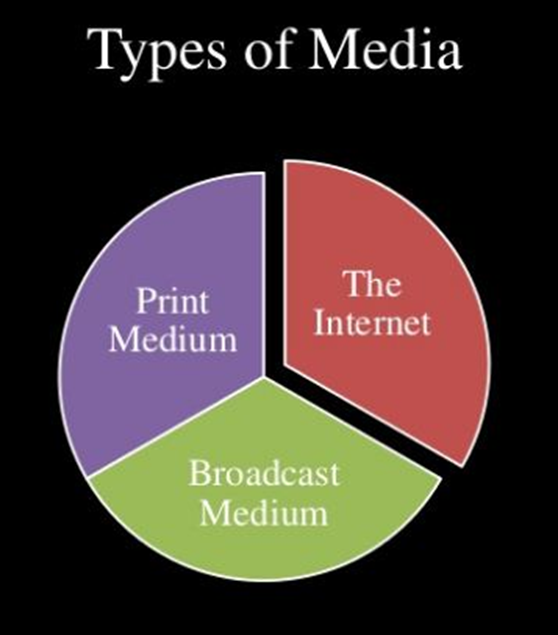 Types of Media
Print
Medium
The
Internet
Broadcast
Medium